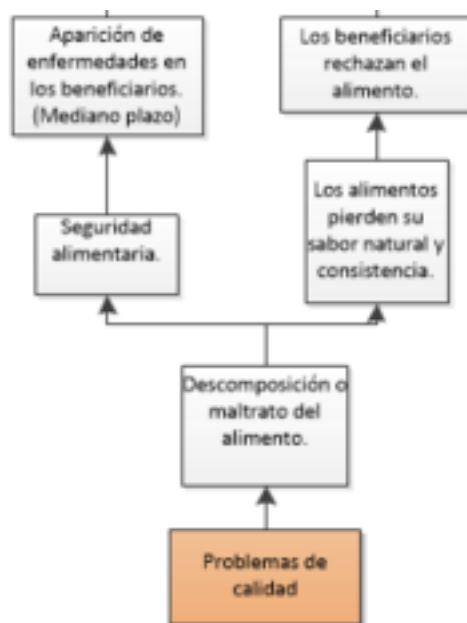 Aparición de
enfermedades en
los beneficiarios.
(Mediano plazo)
Los beneficiarios
rechazan el
alimento.
Seguridad
alimentaria.
Los alimentos
pierden su
sabor natural y
consistencia.
Descomposición o
maltrato del
alimento.
Problemas de
calidad